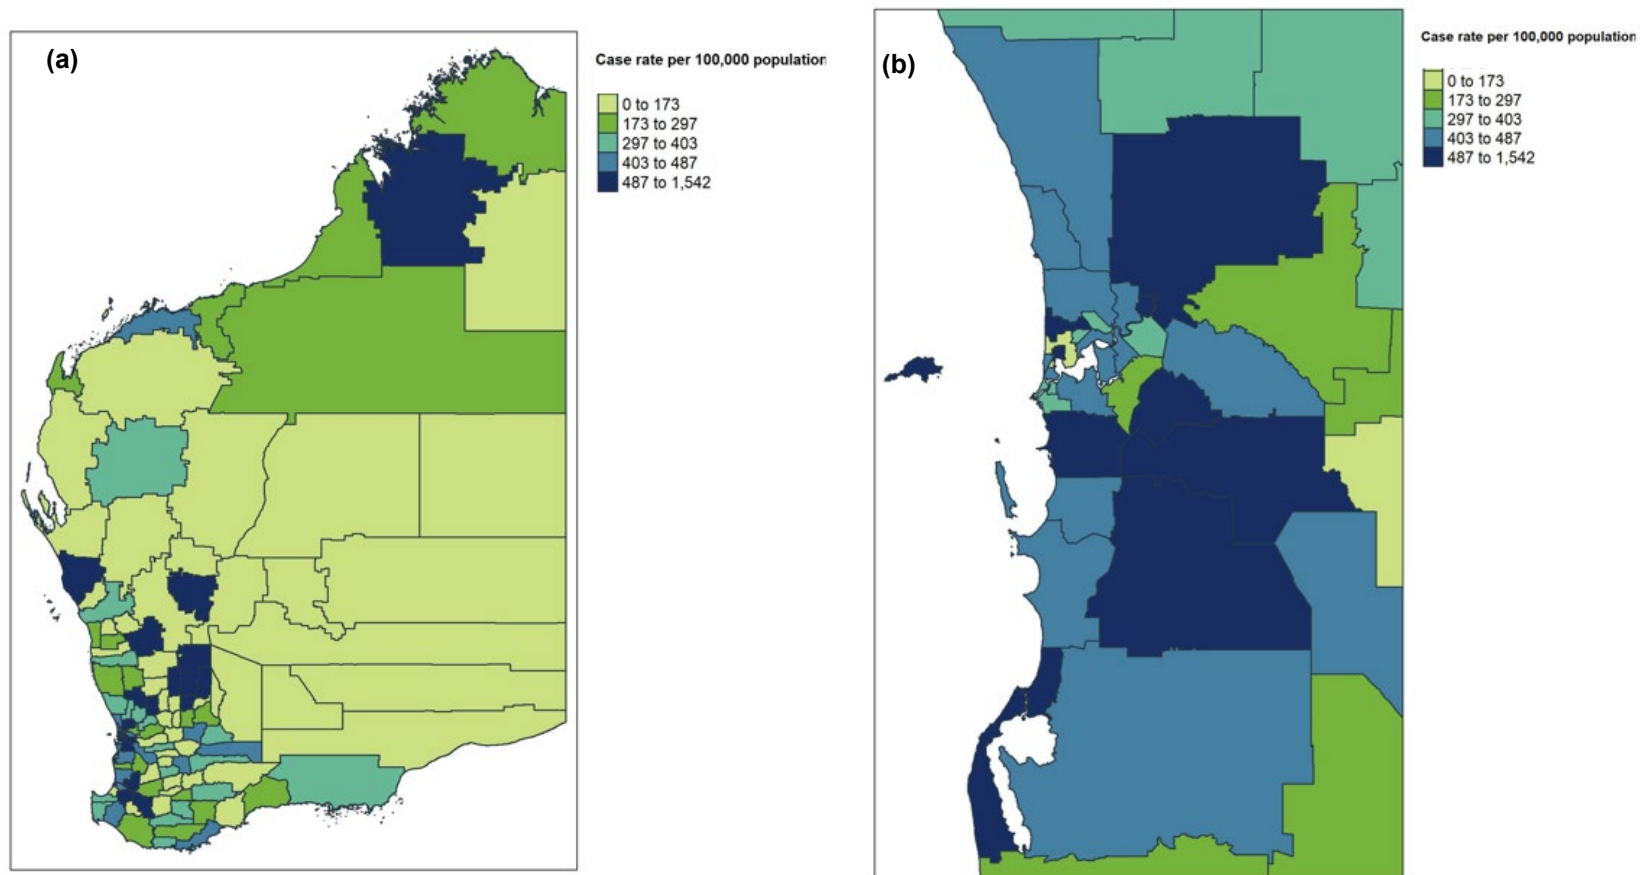 (a)
Case rate per 100,000 population
0 to 173
173 to 297
297 to 403
403 to 487
487 to 1,542
(b)
Case rate per 100,000 population
0 to 173
173 to 297
297 to 403
403 to 487
487 to 1,542